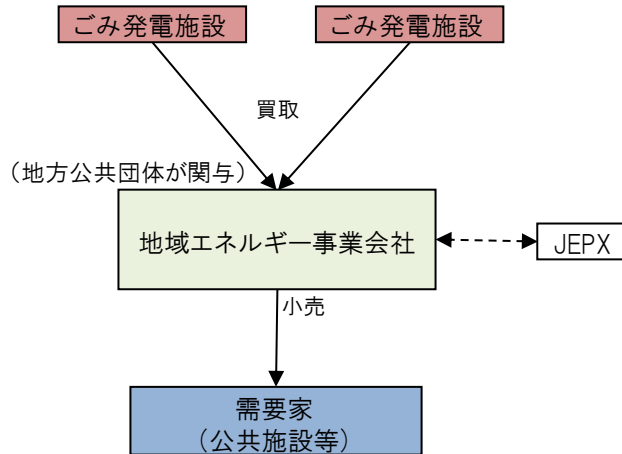 ごみ発電施設
ごみ発電施設
買取
（地方公共団体が関与）
地域エネルギー事業会社
JEPX
小売
需要家
（公共施設等）